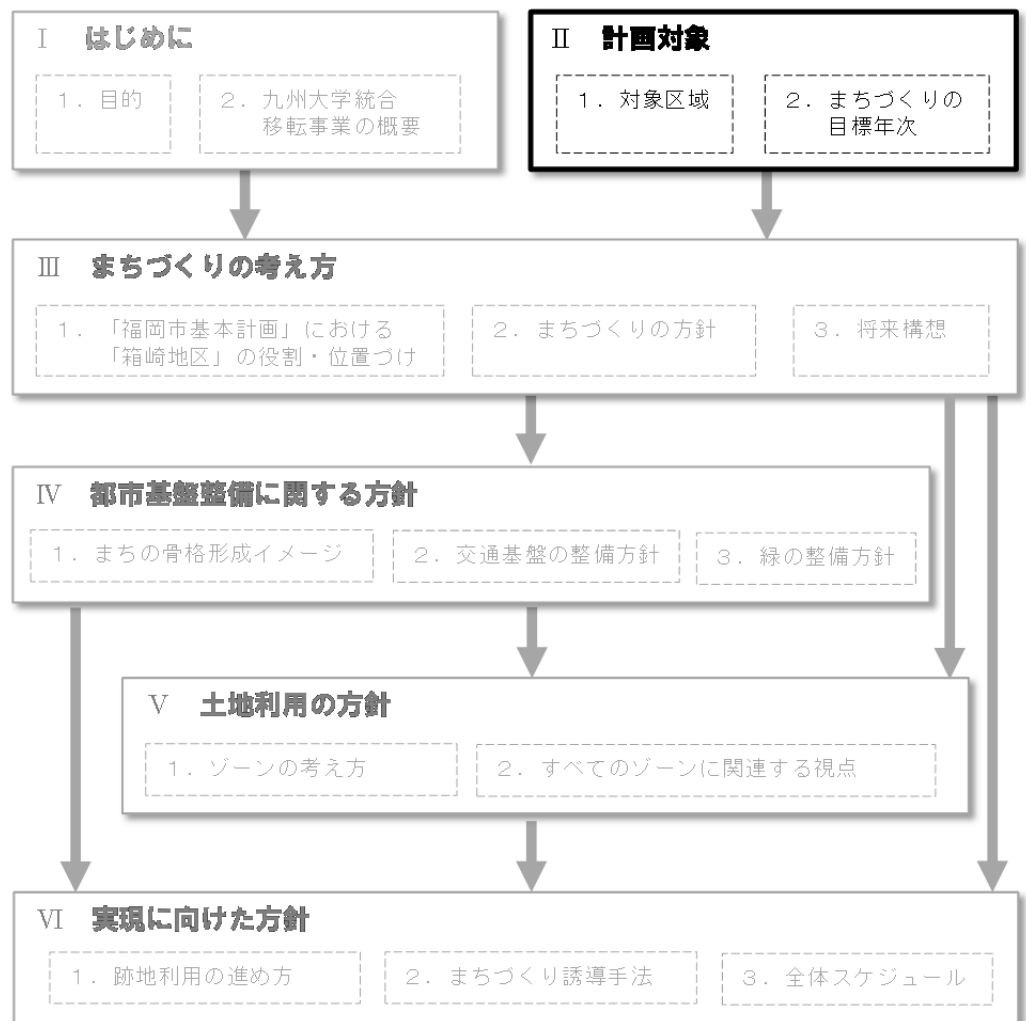 Ⅰ はじめに
1．目的
2．九州大学統合
移転事業の概要
Ⅱ 計画対象
1．対象区域
2．まちづくりの
目標年次
Ⅲ まちづくりの考え方
1．「福岡市基本計画」における
「箱崎地区」の役割・位置づけ
2．まちづくりの方針
3．将来構想
Ⅳ 都市基盤整備に関する方針
1．まちの骨格形成イメージ
2．交通基盤の整備方針
3．緑の整備方針
Ⅴ 土地利用の方針
1．ゾーンの考え方
2．すべてのゾーンに関連する視点
Ⅵ 実現に向けた方針
1．跡地利用の進め方
2．まちづくり誘導手法
3．全体スケジュール